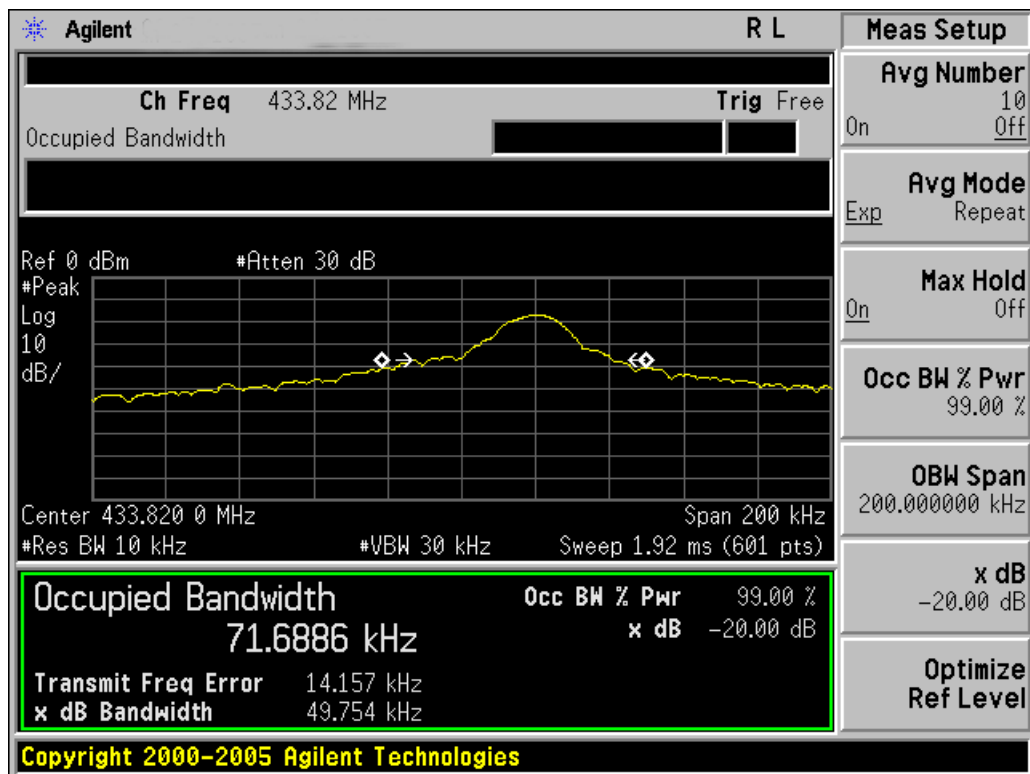 Agilent R L
Ch Freq 433.82 MHz Trig Free
Occupied Bandwidth
Ref 0 dBm #Atten 30 dB
#Peak
Log
10
dB/
Center 433.820 0 MHz Span 200 kHz
#Res BW 10 kHz #VBW 30 kHz Sweep 1.92 ms (601 pts)
Occupied Bandwidth
71.6886 kHz
Occ BW % Pwr 99.00 %
x dB -20.00 dB
Transmit Freq Error 14.157 kHz
x dB Bandwidth 49.754 kHz
Copyright 2000-2005 Agilent Technologies
Meas Setup
Avg Number
10
On Off
Avg Mode
Exp Repeat
Max Hold
On Off
Occ BW % Pwr
99.00 %
OBW Span
200.000000 kHz
x dB
-20.00 dB
Optimize
Ref Level